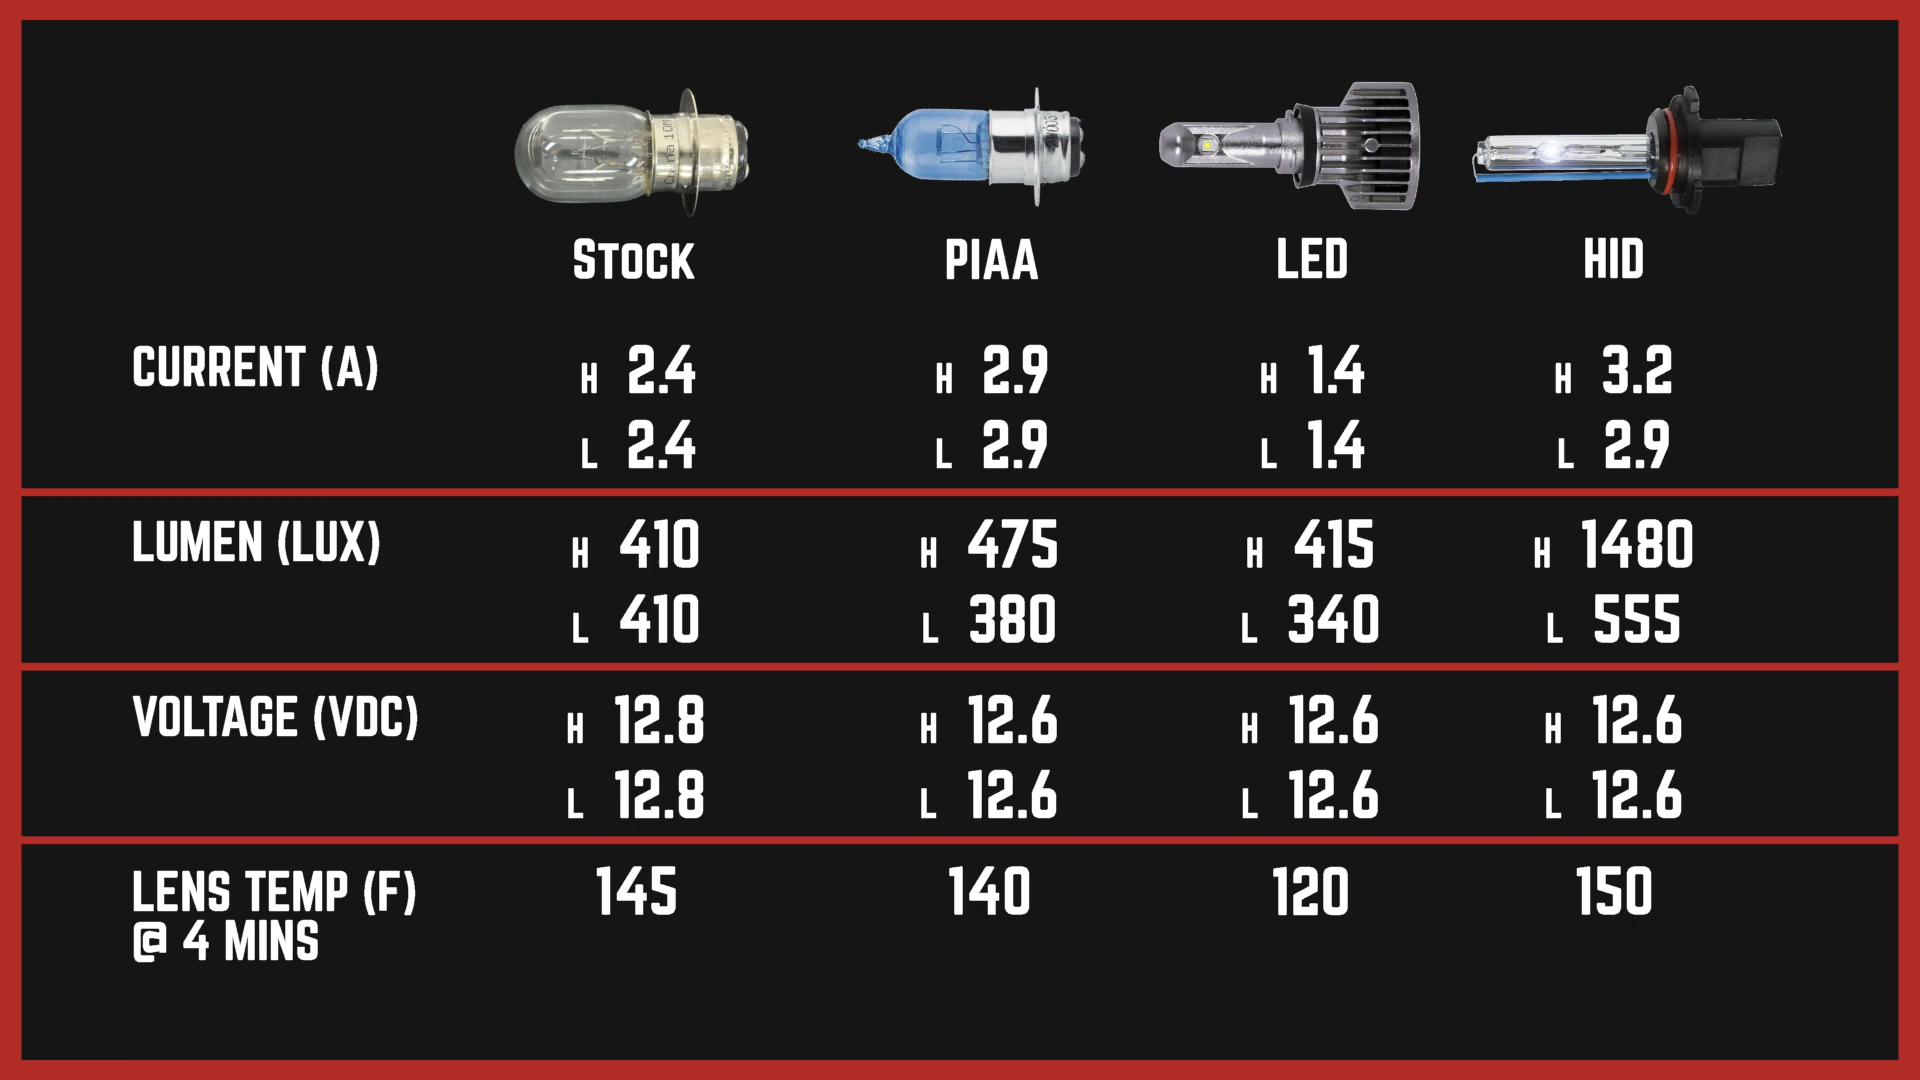 STOCK PIAA LED HID
CURRENT (A) H 2.4 H 2.9 H 1.4 H 3.2
L 2.4 L 2.9 L 1.4 L 2.9
LUMEN (LUX) H 410 H 475 H 415 H 1480
L 410 L 380 L 340 L 555
VOLTAGE (VDC) H 12.8 H 12.6 H 12.6 H 12.6
L 12.8 L 12.6 L 12.6 L 12.6
LENS TEMP (F) 145 140 120 150
@ 4 MINS